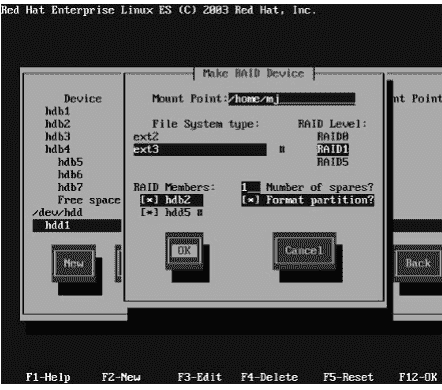 Red Hat Enterprise Linux ES (C) 2003 Red Hat, Inc.
Make RAID Device
Device
Mount Point: /home/mj
nt Point
hdb1
hdb2
hdb3
hdb4
hdb5
hdb6
hdb7
Free space
/dev/hdd
hdd1
File System type:
ext2
ext3
RAID Level:
RAID0
RAID1
RAID5
RAID Members:
[*] hdb2
[*] hdd5
1 Number of spares?
[*] Format partition?
New
OK
Cancel
Back
F1-Help F2-New F3-Edit F4-Delete F5-Reset F12-OK